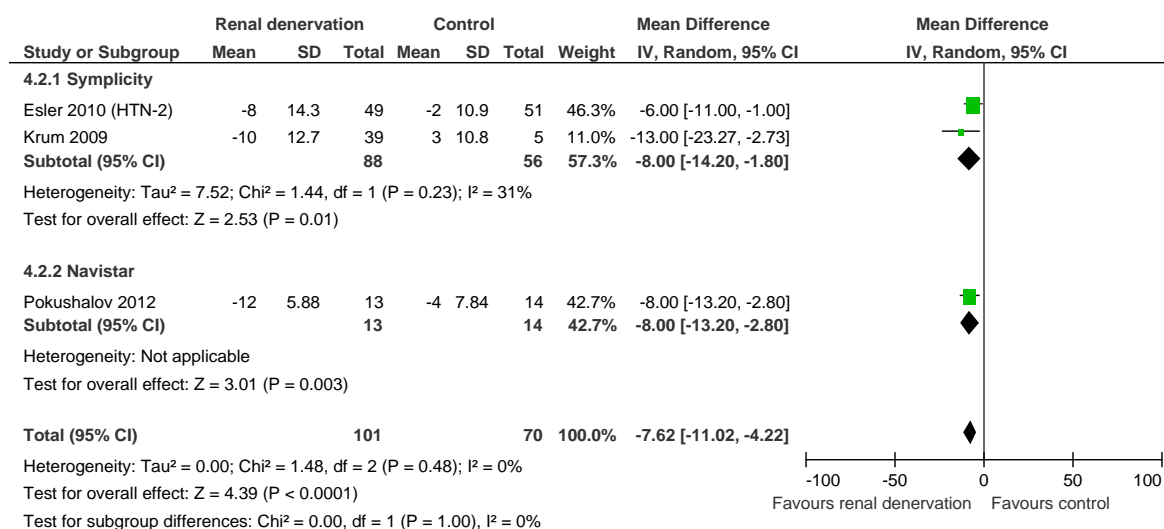 Renal denervation Control Mean Difference Mean Difference
Study or Subgroup Mean SD Total Mean SD Total Weight IV, Random, 95% CI IV, Random, 95% CI
4.2.1 Symplicity
Esler 2010 (HTN-2) -8 14.3 49 -2 10.9 51 46.3% -6.00 [-11.00, -1.00]
Krum 2009 -10 12.7 39 3 10.8 5 11.0% -13.00 [-23.27, -2.73]
Subtotal (95% CI) 88 56 57.3% -8.00 [-14.20, -1.80]
Heterogeneity: Tau² = 7.52; Chi² = 1.44, df = 1 (P = 0.23); I² = 31%
Test for overall effect: Z = 2.53 (P = 0.01)
4.2.2 Navistar
Pokushalov 2012 -12 5.88 13 -4 7.84 14 42.7% -8.00 [-13.20, -2.80]
Subtotal (95% CI) 13 14 42.7% -8.00 [-13.20, -2.80]
Heterogeneity: Not applicable
Test for overall effect: Z = 3.01 (P = 0.003)
Total (95% CI) 101 70 100.0% -7.62 [-11.02, -4.22]
Heterogeneity: Tau² = 0.00; Chi² = 1.48, df = 2 (P = 0.48); I² = 0%
Test for overall effect: Z = 4.39 (P < 0.0001)
Test for subgroup differences: Chi² = 0.00, df = 1 (P = 1.00), I² = 0%
-100 -50 0 50 100
Favours renal denervation Favours control